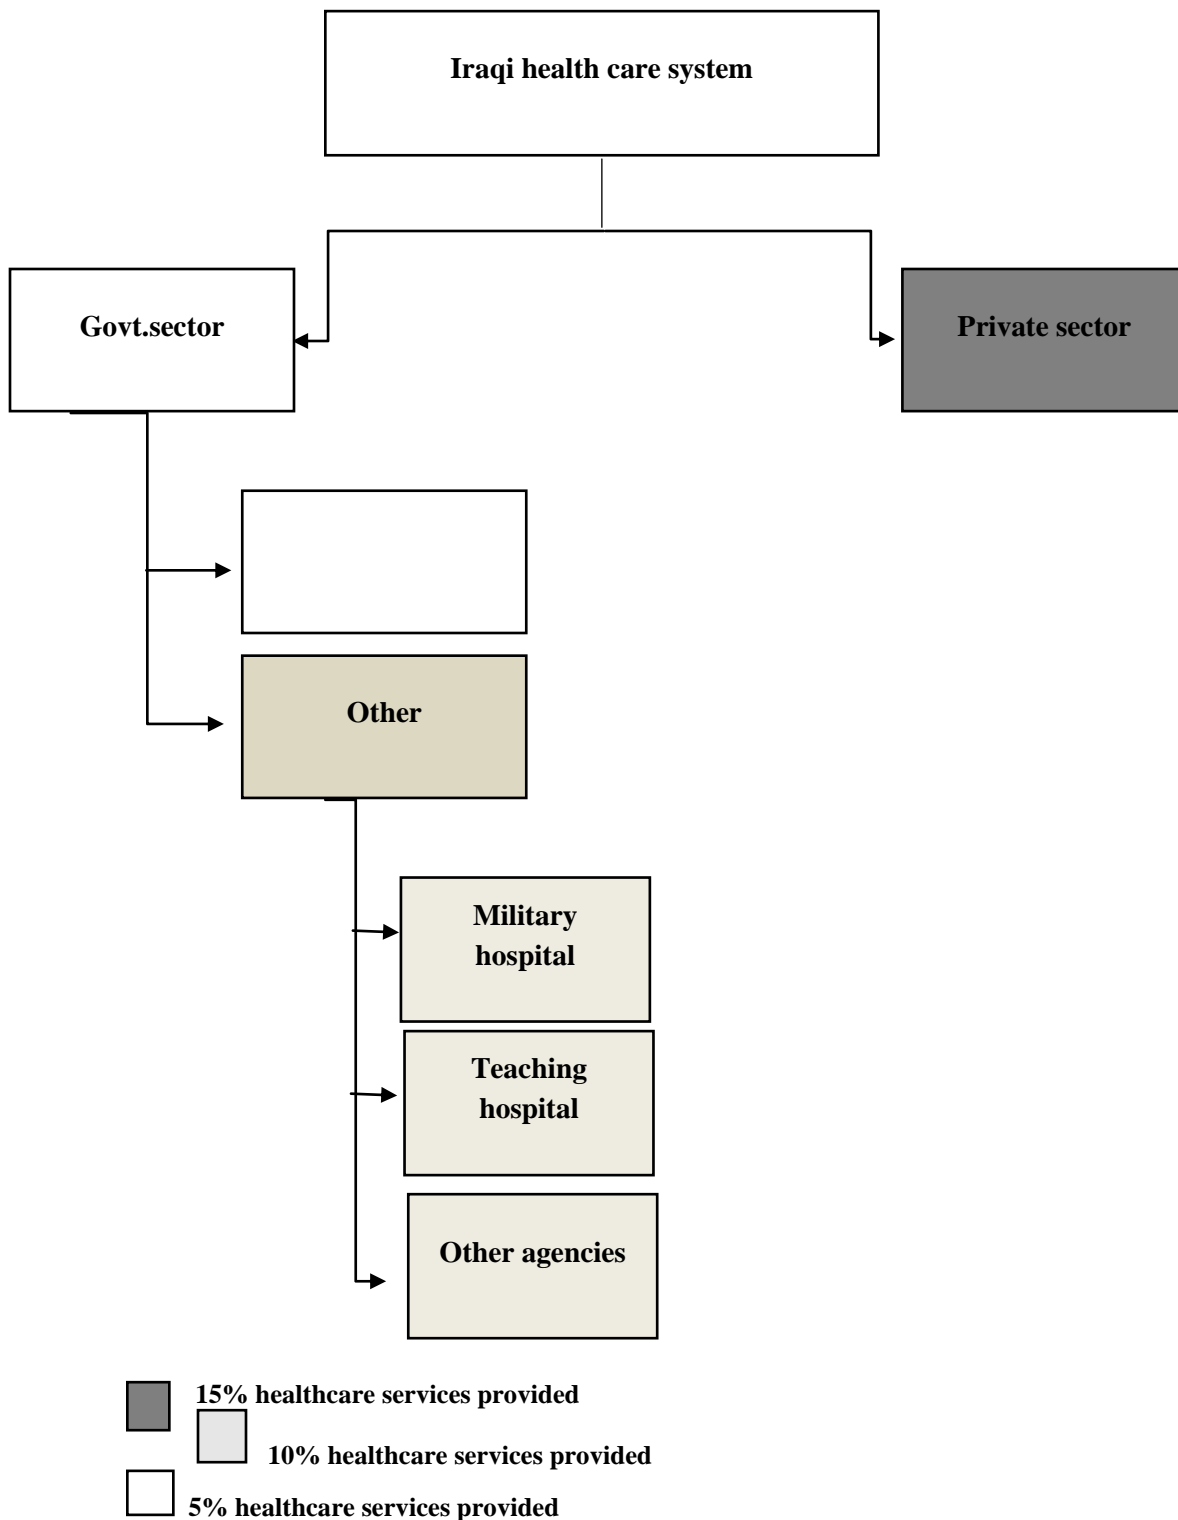 Iraqi health care system
Govt.sector
Private sector
Other
Military
hospital
Teaching
hospital
Other agencies
15% healthcare services provided
10% healthcare services provided
5% healthcare services provided